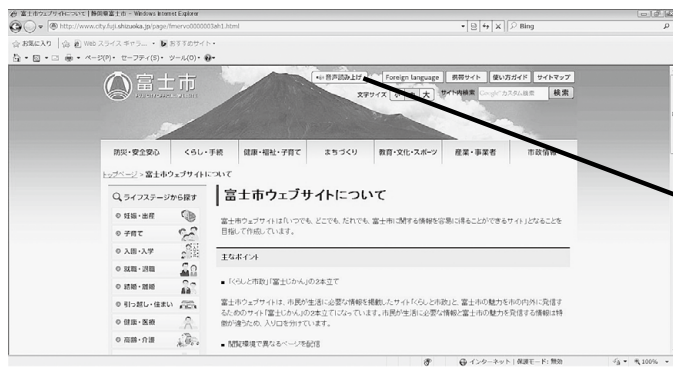 富士市ウェブサイトについて | 静岡県富士市 - Windows Internet Explorer
http://www.city.fuji.shizuoka.jp/page/fmervo0000003ah1.html
Bing
お気に入り
Web スライス ギャラ...
おすすめサイト
ページ(P) セーフティ(S) ツール(O)
富士市
音声読み上げ
Foreign language
携帯サイト
使い方ガイド
サイトマップ
文字サイズ 小 中 大
サイト内検索
Google カスタム検索
検索
防災・安全安心
くらし・手続
健康・福祉・子育て
まちづくり
教育・文化・スポーツ
産業・事業者
市政情報
トップページ > 富士市ウェブサイトについて
ライフステージから探す
妊娠・出産
子育て
入園・入学
就職・退職
結婚・離婚
引っ越し・住まい
健康・医療
高齢・介護
富士市ウェブサイトについて
富士市ウェブサイトは「いつでも、どこでも、だれでも、富士市に関する情報を容易に得ることができるサイト」となることを
目指して作成しています。
主なポイント
■ 「くらしと市政」「富士じかん」の2本立て
富士市ウェブサイトは、市民が生活に必要な情報を掲載したサイト「くらしと市政」と、富士市の魅力を市の内外に発信す
るためのサイト「富士じかん」の2本立てになっています。市民が生活に必要な情報と富士市の魅力を発信する情報は特
徴が違うため、入り口を分けています。
■ 閲覧環境で異なるページを配信
インターネット | 保護モード: 無効
100%